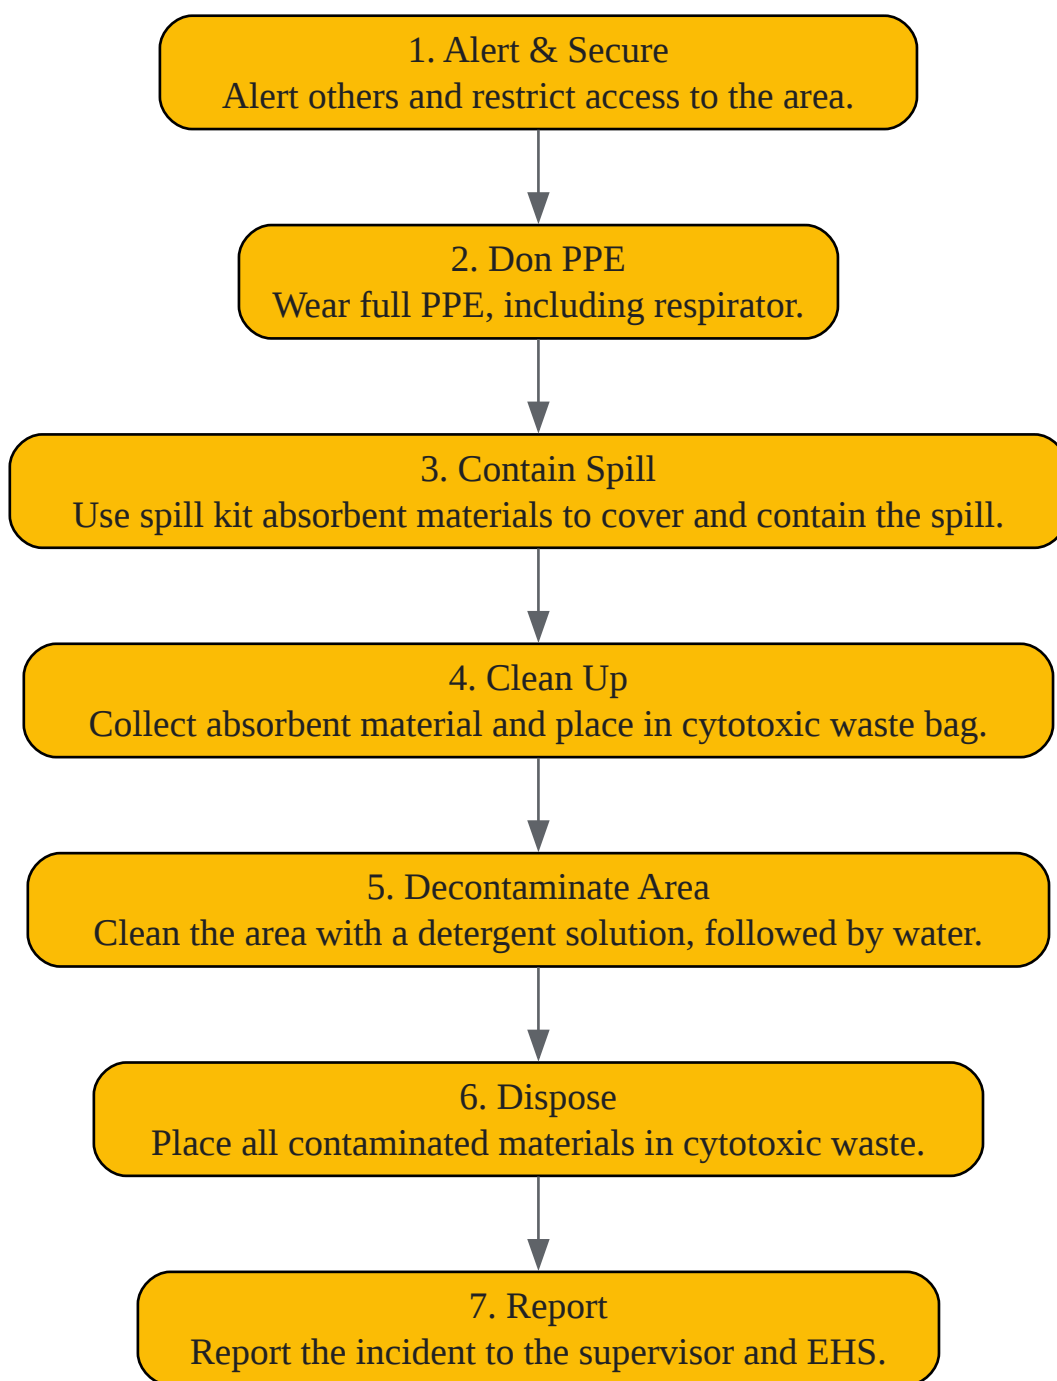 1. Alert & Secure
Alert others and restrict access to the area.
2. Don PPE
Wear full PPE, including respirator.
3. Contain Spill
Use spill kit absorbent materials to cover and contain the spill.
4. Clean Up
Collect absorbent material and place in cytotoxic waste bag.
5. Decontaminate Area
Clean the area with a detergent solution, followed by water.
6. Dispose
Place all contaminated materials in cytotoxic waste.
7. Report
Report the incident to the supervisor and EHS.